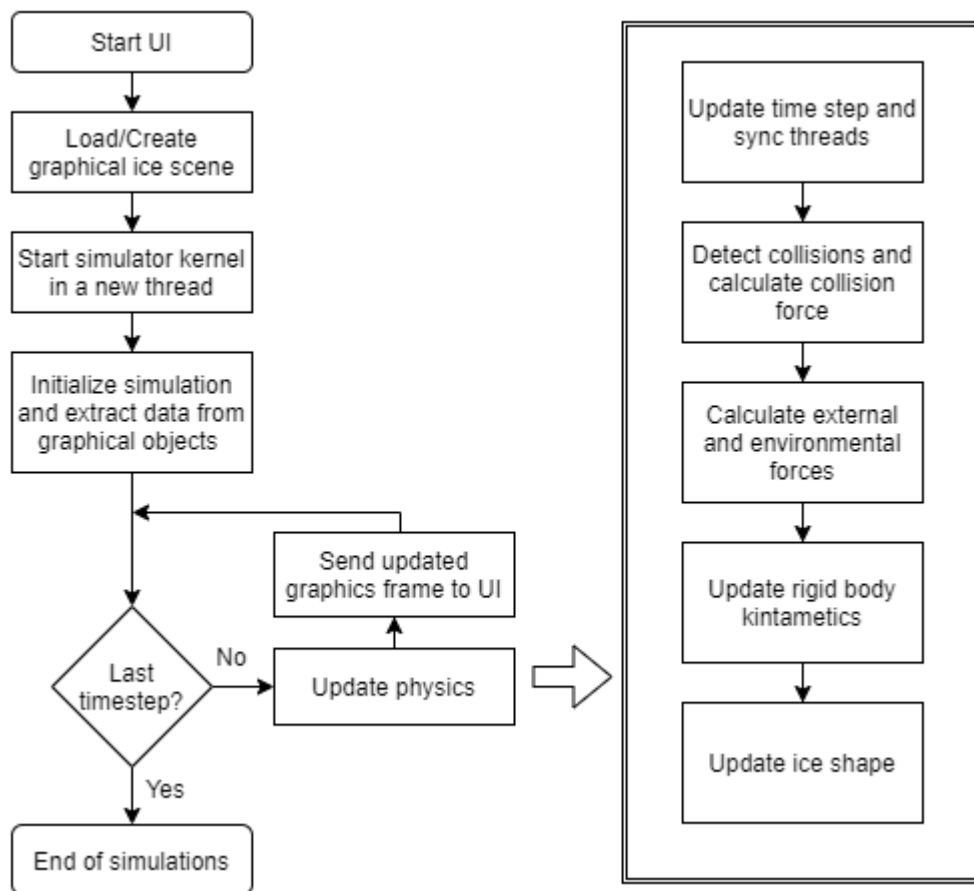 Start UI
Load/Create
graphical ice scene
Start simulator kernel
in a new thread
Initialize simulation
and extract data from
graphical objects
Send updated
graphics frame to UI
Last
timestep?
No
Update physics
Yes
End of simulations
Update time step and
sync threads
Detect collisions and
calculate collision
force
Calculate external
and environmental
forces
Update rigid body
kintametics
Update ice shape